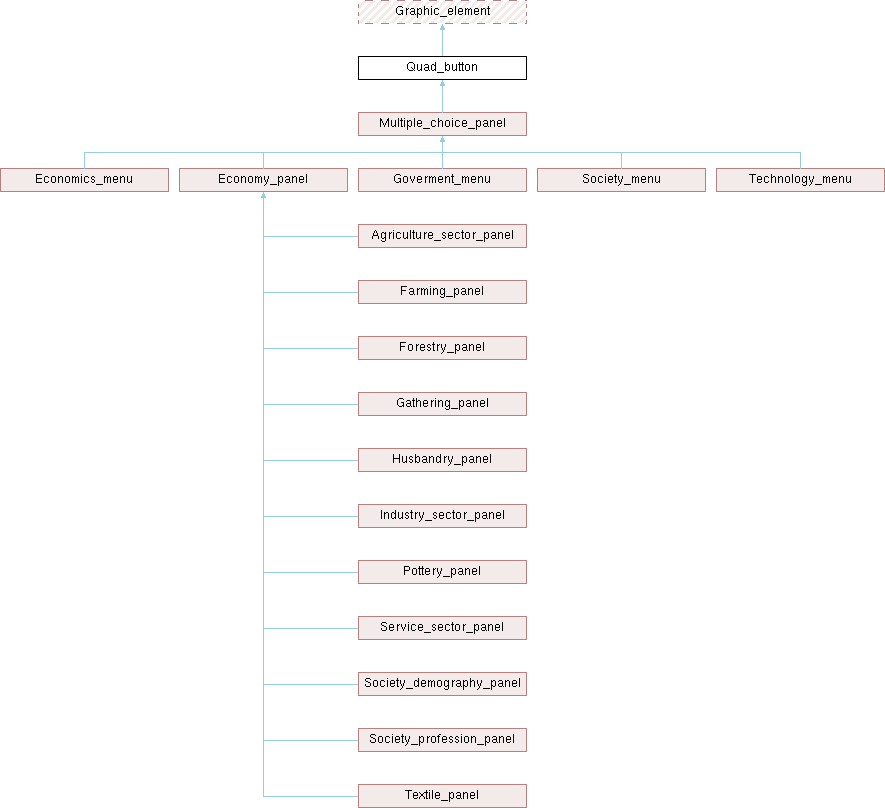 Graphic_element
Quad_button
Multiple_choice_panel
Economics_menu Economy_panel Goverment_menu Society_menu Technology_menu
Agriculture_sector_panel
Farming_panel
Forestry_panel
Gathering_panel
Husbandry_panel
Industry_sector_panel
Pottery_panel
Service_sector_panel
Society_demography_panel
Society_profession_panel
Textile_panel